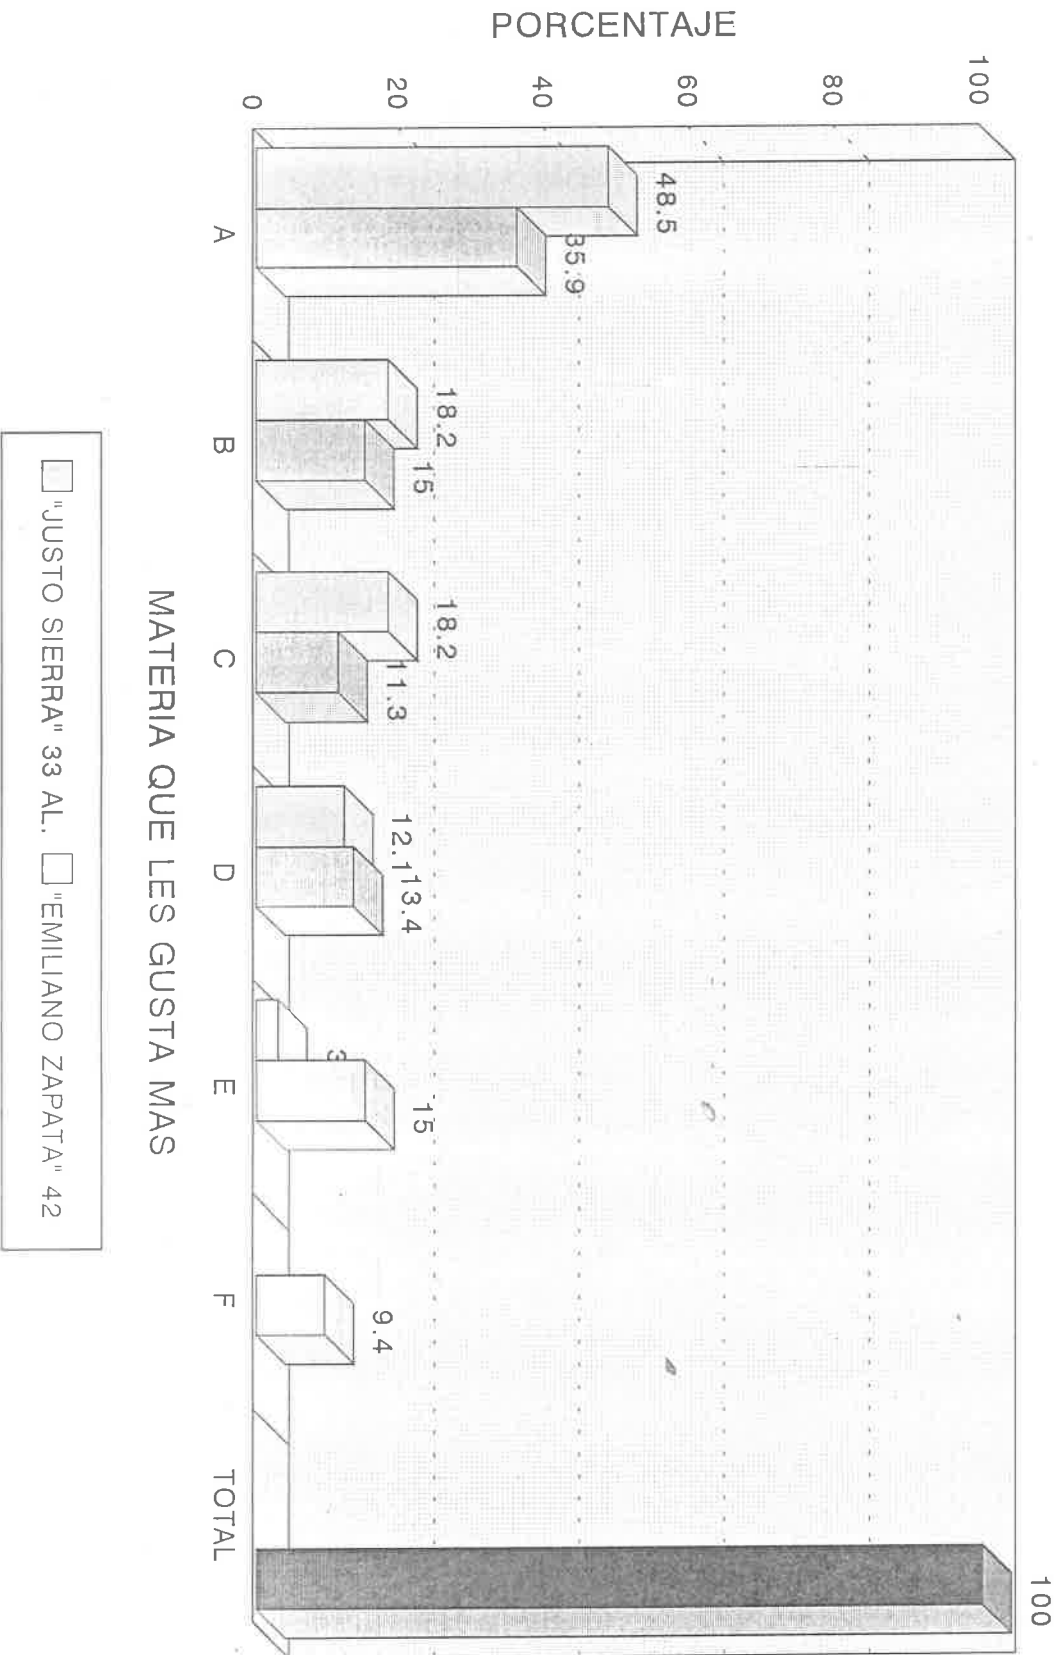 PORCENTAJE
100
80
60
40
20
0
48.5
35.9
18.2
15
18.2
11.3
12.1
13.4
3
15
9.4
100
A
B
C
D
E
F
TOTAL
MATERIA QUE LES GUSTA MAS
"JUSTO SIERRA" 33 AL.
"EMILIANO ZAPATA" 42